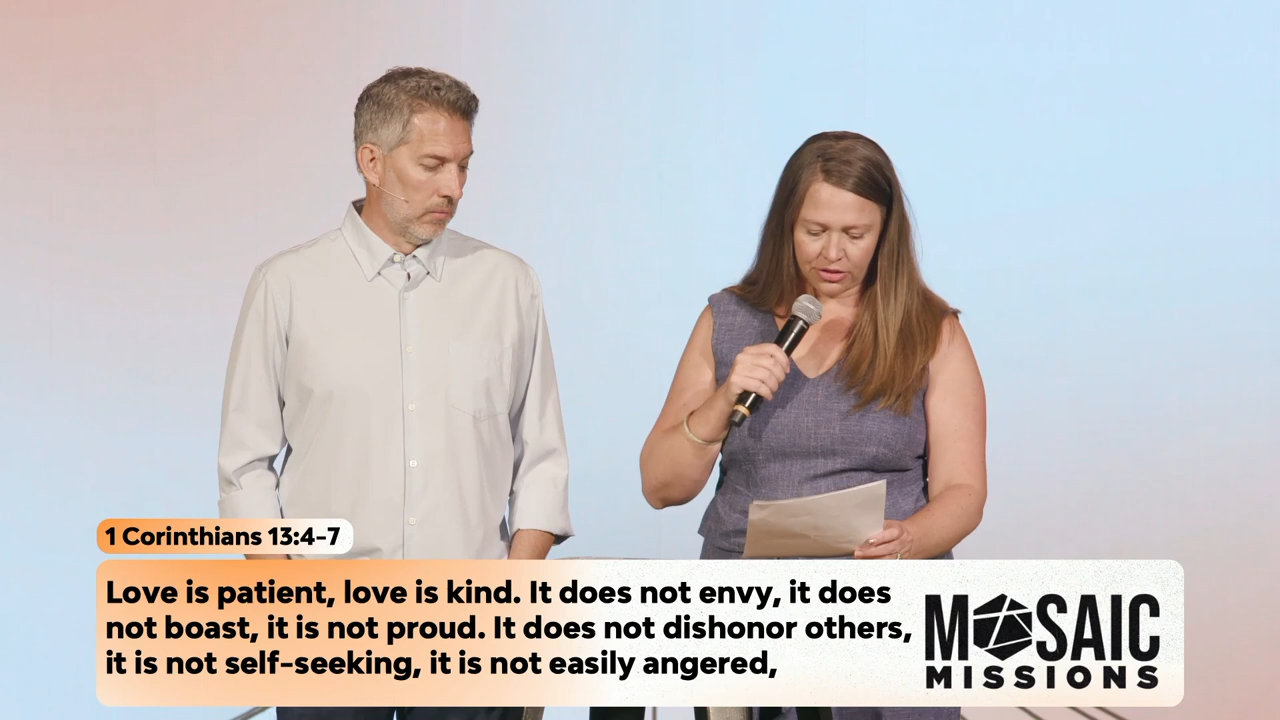 1 Corinthians 13:4-7
Love is patient, love is kind. It does not envy, it does
not boast, it is not proud. It does not dishonor others,
it is not self-seeking, it is not easily angered,
MOSAIC
MISSIONS